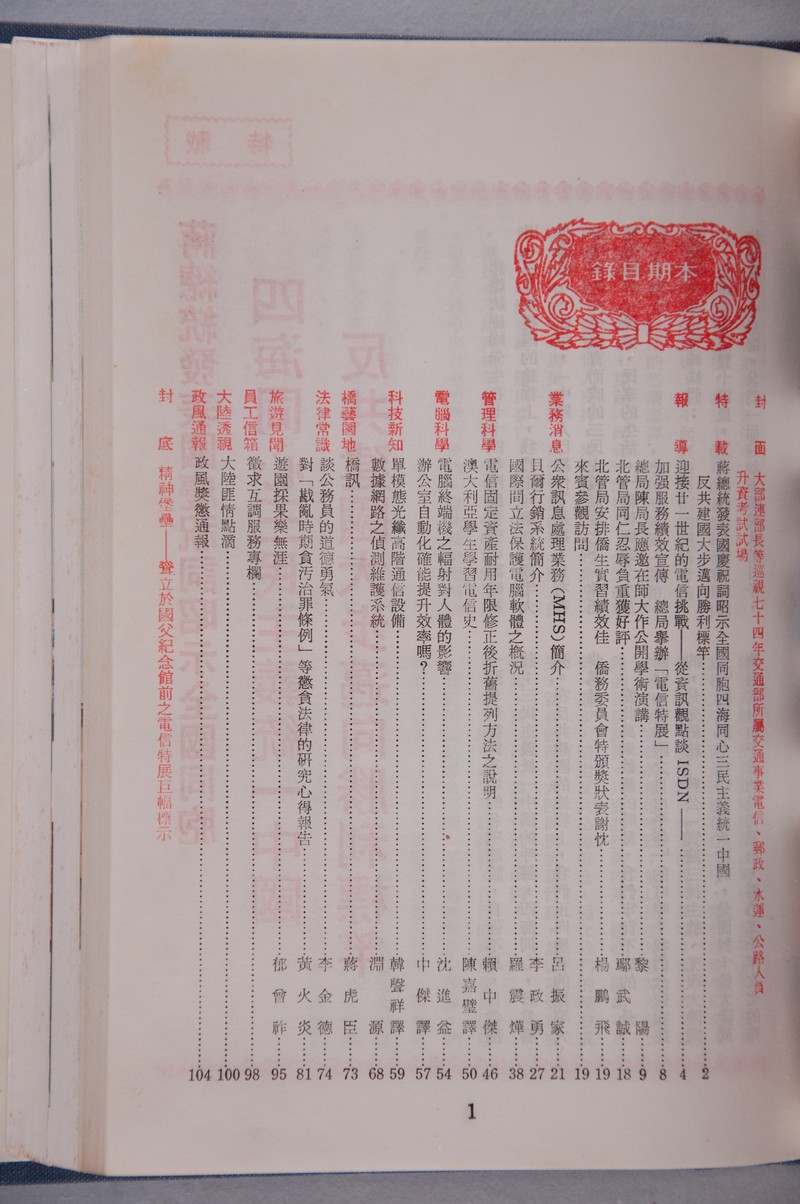 本期目錄
封 面 大部連部長等巡視七十四年交通部所屬交通事業電信、郵政、水運、公路人員
升資考試試場
特 載 蔣總統發表國慶祝詞昭示全國同胞四海同心三民主義統一中國
反共建國大步邁向勝利標竿 2
報 導 迎接廿一世紀的電信挑戰——從資訊觀點談 ISDN—— 4
加强服務績效宣傳 總局舉辦「電信特展」 8
總局陳局長應邀在師大作公開學術演講 黎陽 9
北管局同仁忍辱負重獲好評 鄢武誠 18
北管局安排僑生實習績效佳 僑務委員會特頒獎狀表謝忱 楊鵬飛 19
來賓參觀訪問 19
業務消息 公衆訊息處理業務 (MHS) 簡介 呂振家 21
貝爾行銷系統簡介 李政勇 27
國際間立法保護電腦軟體之概況 羅震燁 38
管理科學 電信固定資產耐用年限修正後折舊提列方法之說明 賴中傑 46
澳大利亞學生學習電信史 陳嘉璧譯 50
電腦科學 電腦終端機之輻射對人體的影響 沈進益 54
辦公室自動化確能提升效率嗎？ 中傑譯 57
科技新知 單模態光纖高階通信設備 韓聲祥譯 59
數據網路之偵測維護系統 淵源 68
橋藝園地 橋訊 蔣虎臣 73
法律常識 談公務員的道德勇氣 李金德 74
對「戡亂時期貪汚治罪條例」等懲貪法律的研究心得報告 黃火炎 81
旅遊見聞 遊園採果樂無涯 郁曾祚 95
員工信箱 徵求互調服務專欄 98
大陸透視 大陸匪情點滴 100
政風通報 政風獎懲通報 104
封 底 精神堡壘——聳立於國父紀念館前之電信特展巨幅標示
1